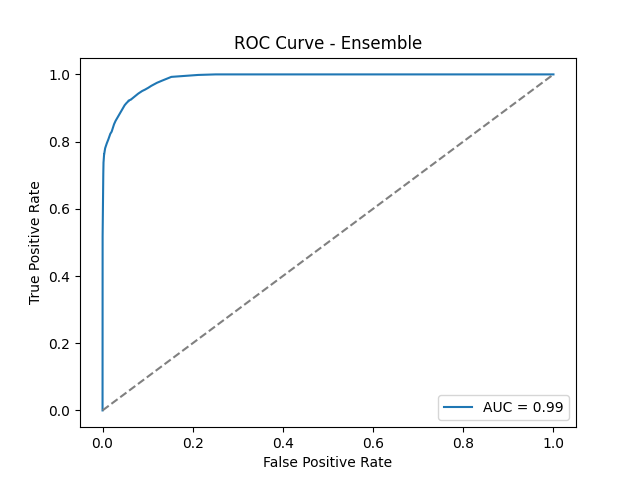 ROC Curve - Ensemble
1.0
0.8
0.6
0.4
0.2
0.0
True Positive Rate
AUC = 0.99
0.0 0.2 0.4 0.6 0.8 1.0
False Positive Rate